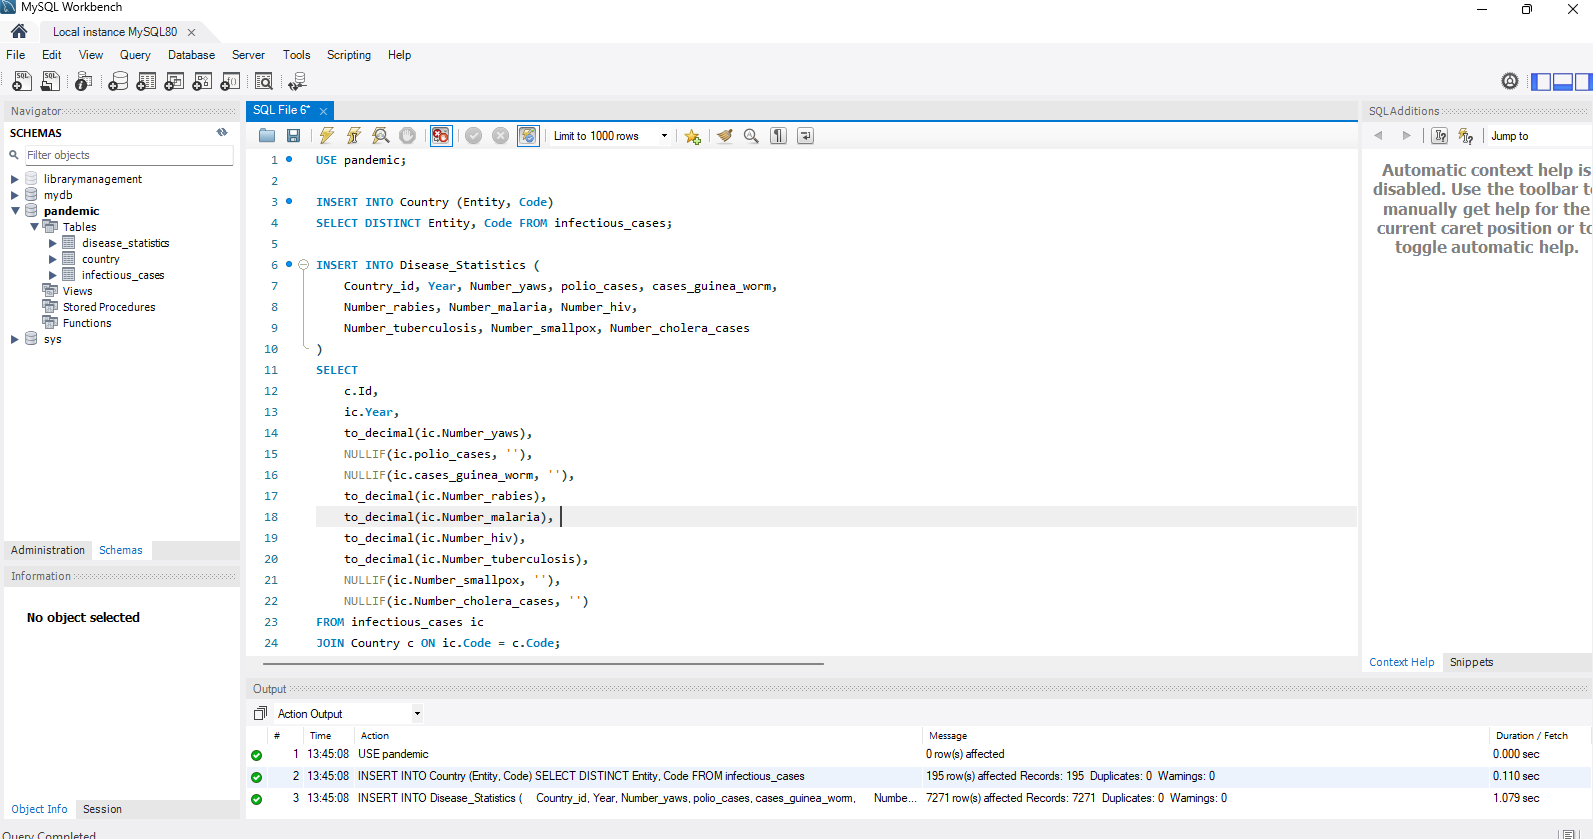 MySQL Workbench
Local instance MySQL80
File Edit View Query Database Server Tools Scripting Help
Navigator
SCHEMAS
Filter objects
librarymanagement
mydb
pandemic
Tables
disease_statistics
country
infectious_cases
Views
Stored Procedures
Functions
sys
Administration Schemas
Information
No object selected
Object Info Session
Query Completed
SQL File 6*
Limit to 1000 rows
1 USE pandemic;
2
3 INSERT INTO Country (Entity, Code)
4 SELECT DISTINCT Entity, Code FROM infectious_cases;
5
6 INSERT INTO Disease_Statistics (
7 Country_id, Year, Number_yaws, polio_cases, cases_guinea_worm,
8 Number_rabies, Number_malaria, Number_hiv,
9 Number_tuberculosis, Number_smallpox, Number_cholera_cases
10 )
11 SELECT
12 c.Id,
13 ic.Year,
14 to_decimal(ic.Number_yaws),
15 NULLIF(ic.polio_cases, ''),
16 NULLIF(ic.cases_guinea_worm, ''),
17 to_decimal(ic.Number_rabies),
18 to_decimal(ic.Number_malaria),
19 to_decimal(ic.Number_hiv),
20 to_decimal(ic.Number_tuberculosis),
21 NULLIF(ic.Number_smallpox, ''),
22 NULLIF(ic.Number_cholera_cases, '')
23 FROM infectious_cases ic
24 JOIN Country c ON ic.Code = c.Code;
SQLAdditions
Jump to
Automatic context help is
disabled. Use the toolbar t
manually get help for the
current caret position or to
toggle automatic help.
Context Help Snippets
Output
Action Output
# Time Action Message Duration / Fetch
1 13:45:08 USE pandemic 0 row(s) affected 0.000 sec
2 13:45:08 INSERT INTO Country (Entity, Code) SELECT DISTINCT Entity, Code FROM infectious_cases 195 row(s) affected Records: 195 Duplicates: 0 Warnings: 0 0.110 sec
3 13:45:08 INSERT INTO Disease_Statistics ( Country_id, Year, Number_yaws, polio_cases, cases_guinea_worm, Numbe... 7271 row(s) affected Records: 7271 Duplicates: 0 Warnings: 0 1.079 sec